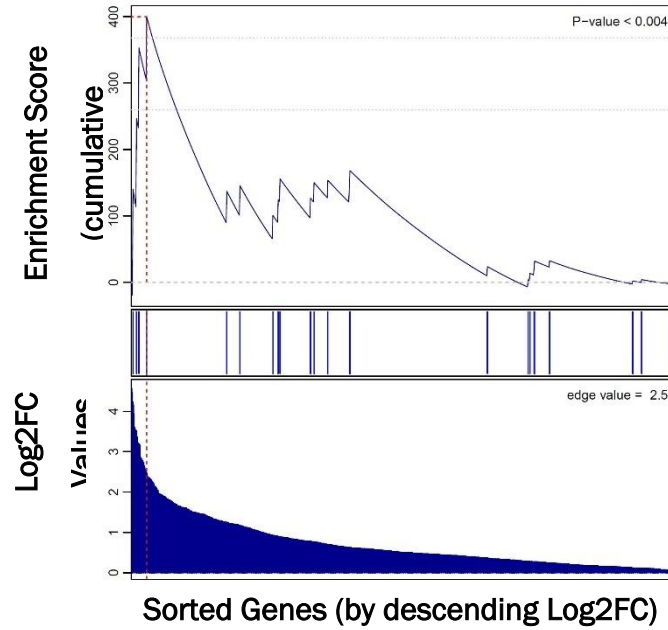 Enrichment Score
(cumulative
400
300
200
100
0
P-value < 0.004
Log2FC
Values
4
3
2
1
0
edge value = 2.5
Sorted Genes (by descending Log2FC)